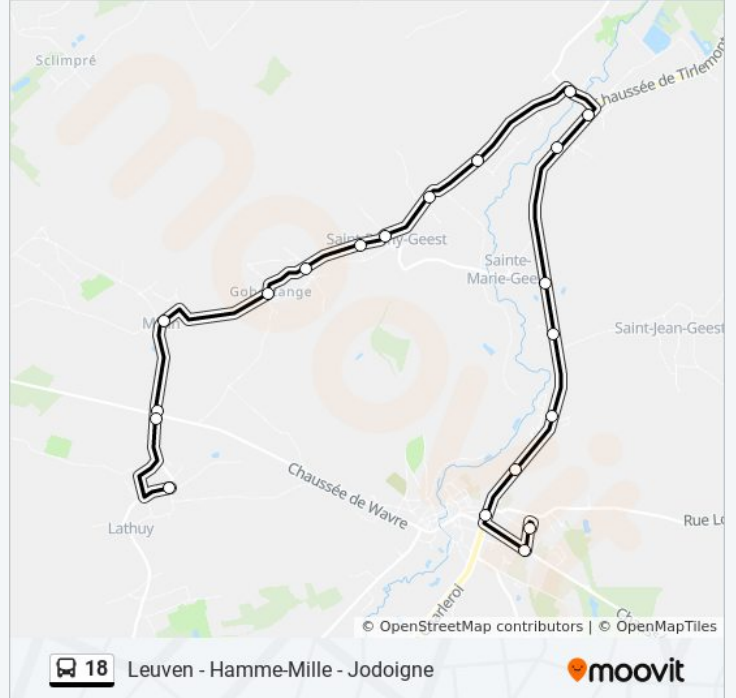 Sclimpré
Chaussée de Tirlemont
Saint- -Geest
Sainte-
Marie-Geest
Gobertange
Saint-Jean-Geest
Chaussée de Wavre
Lathuy
Rue Lo
Charleroi
© OpenStreetMap contributors | © OpenMapTiles
18 Leuven - Hamme-Mille - Jodoigne
moovit